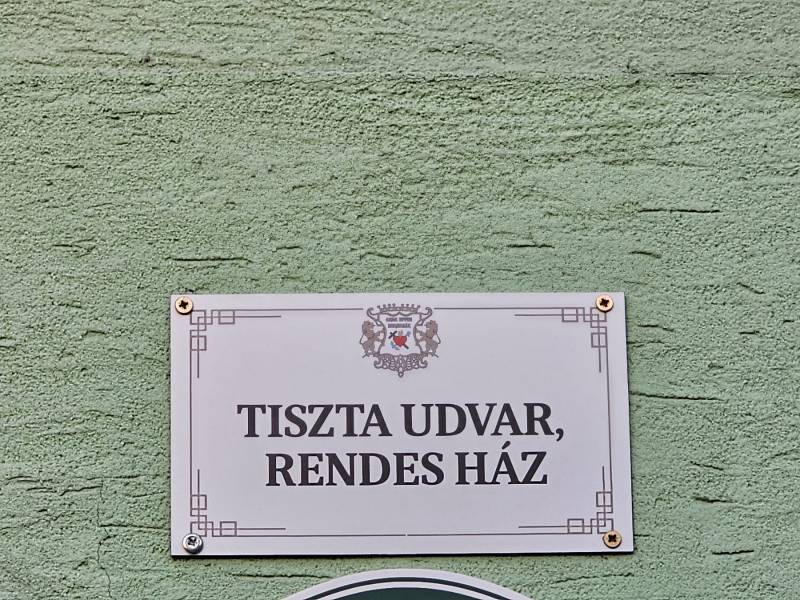 TISZTA UDVAR,
RENDES HÁZ